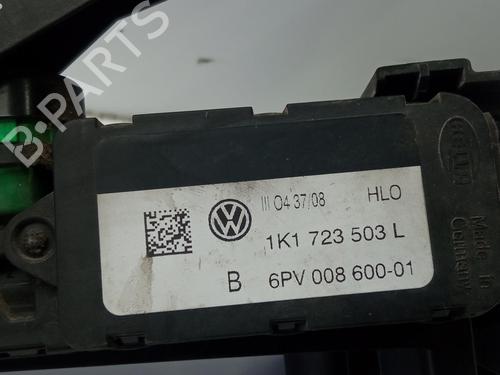 B-PARTS
III 04 37/08 HLO
1K1 723 503 L
B 6PV 008 600-01
HELLA
Made In
Germany